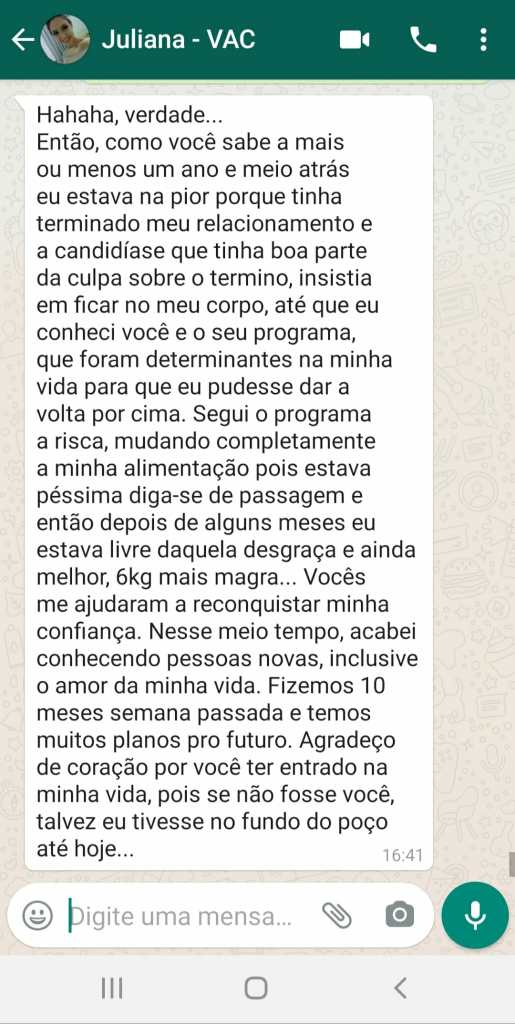 Juliana - VAC
Hahaha, verdade...
Então, como você sabe a mais
ou menos um ano e meio atrás
eu estava na pior porque tinha
terminado meu relacionamento e
a candidíase que tinha boa parte
da culpa sobre o termino, insistia
em ficar no meu corpo, até que eu
conheci você e o seu programa,
que foram determinantes na minha
vida para que eu pudesse dar a
volta por cima. Segui o programa
a risca, mudando completamente
a minha alimentação pois estava
péssima diga-se de passagem e
então depois de alguns meses eu
estava livre daquela desgraça e ainda
melhor, 6kg mais magra... Vocês
me ajudaram a reconquistar minha
confiança. Nesse meio tempo, acabei
conhecendo pessoas novas, inclusive
o amor da minha vida. Fizemos 10
meses semana passada e temos
muitos planos pro futuro. Agradeço
de coração por você ter entrado na
minha vida, pois se não fosse você,
talvez eu tivesse no fundo do poço
até hoje...
16:41
Digite uma mensa...